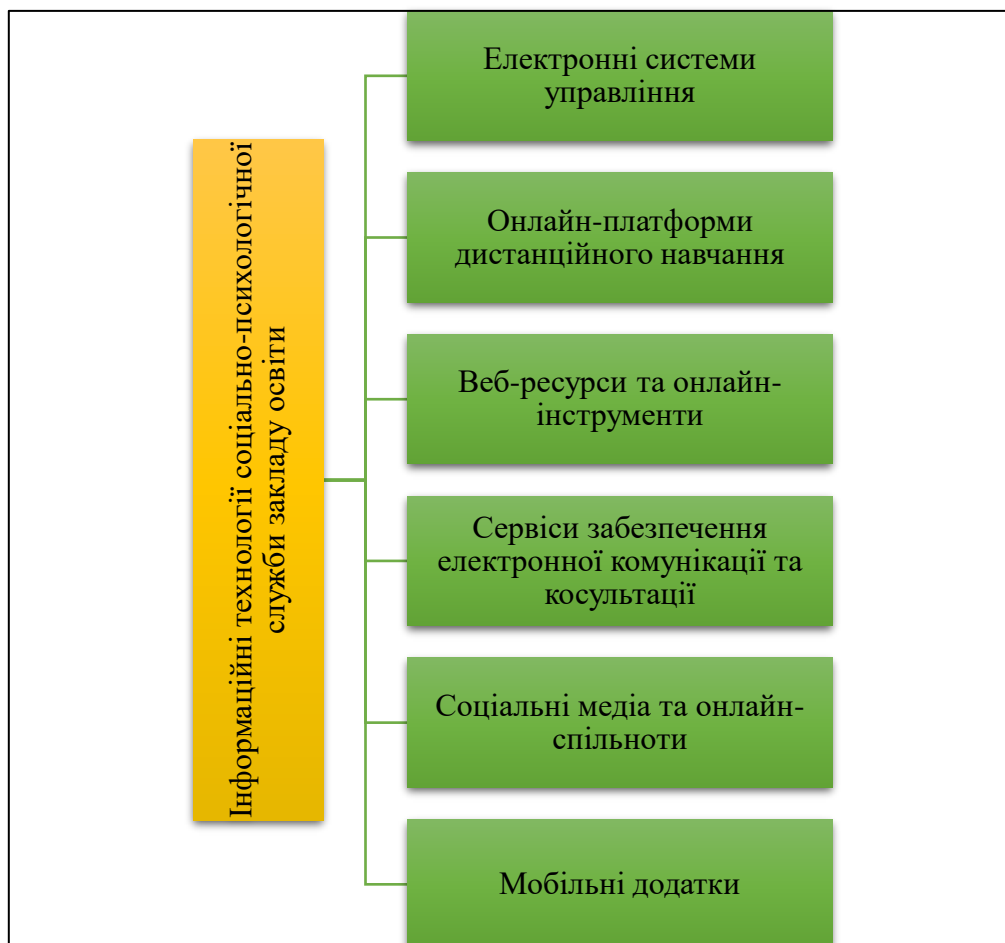 Інформаційні технології соціально-психологічної
служби закладу освіти
Електронні системи
управління
Онлайн-платформи
дистанційного навчання
Веб-ресурси та онлайн-
інструменти
Сервіси забезпечення
електронної комунікації та
косультації
Соціальні медіа та онлайн-
спільноти
Мобільні додатки